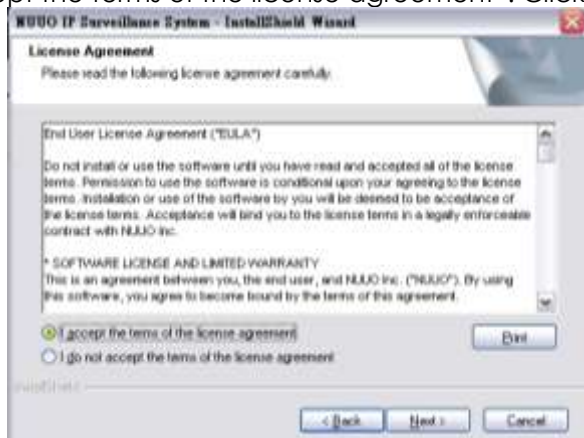 pt the terms of the license agreement". Click
NUUO IP Surveillance System - InstallShield Wizard
License Agreement
Please read the following license agreement carefully.
End User License Agreement ("EULA")
Do not install or use the software until you have read and accepted all of the license
terms. Permission to use the software is conditional upon your agreeing to the license
terms. Installation or use of the software by you will be deemed to be acceptance of
the license terms. Acceptance will bind you to the license terms in a legally enforceable
contract with NUUO Inc.
* SOFTWARE LICENSE AND LIMITED WARRANTY
This is an agreement between you, the end user, and NUUO Inc. ("NUUO"). By using
this software, you agree to become bound by the terms of this agreement.
I accept the terms of the license agreement
Print
I do not accept the terms of the license agreement
InstallShield
< Back
Next >
Cancel